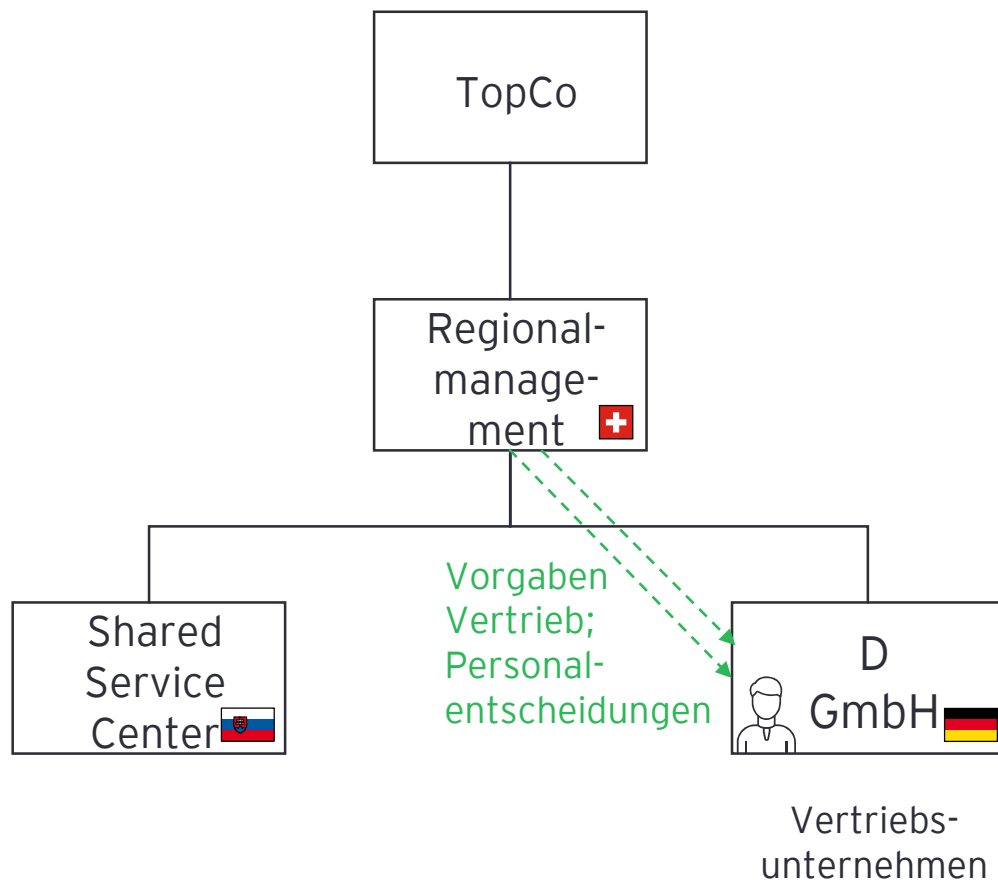 TopCo
Regional-
manage-
ment
Vorgaben
Vertrieb;
Personal-
entscheidungen
Shared
Service
Center
D
GmbH
Vertriebs-
unternehmen